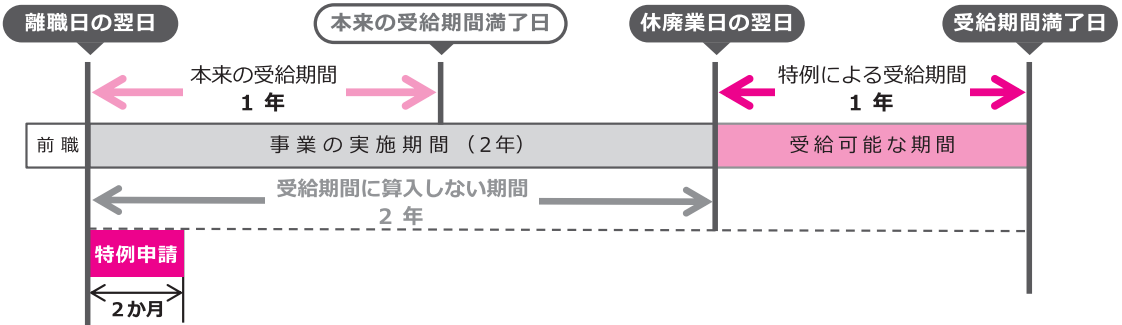 離職日の翌日
本来の受給期間満了日
休廃業日の翌日
受給期間満了日
本来の受給期間
1 年
特例による受給期間
1 年
前 職
事業の実施期間（2年）
受給可能な期間
受給期間に算入しない期間
2 年
特例申請
2か月